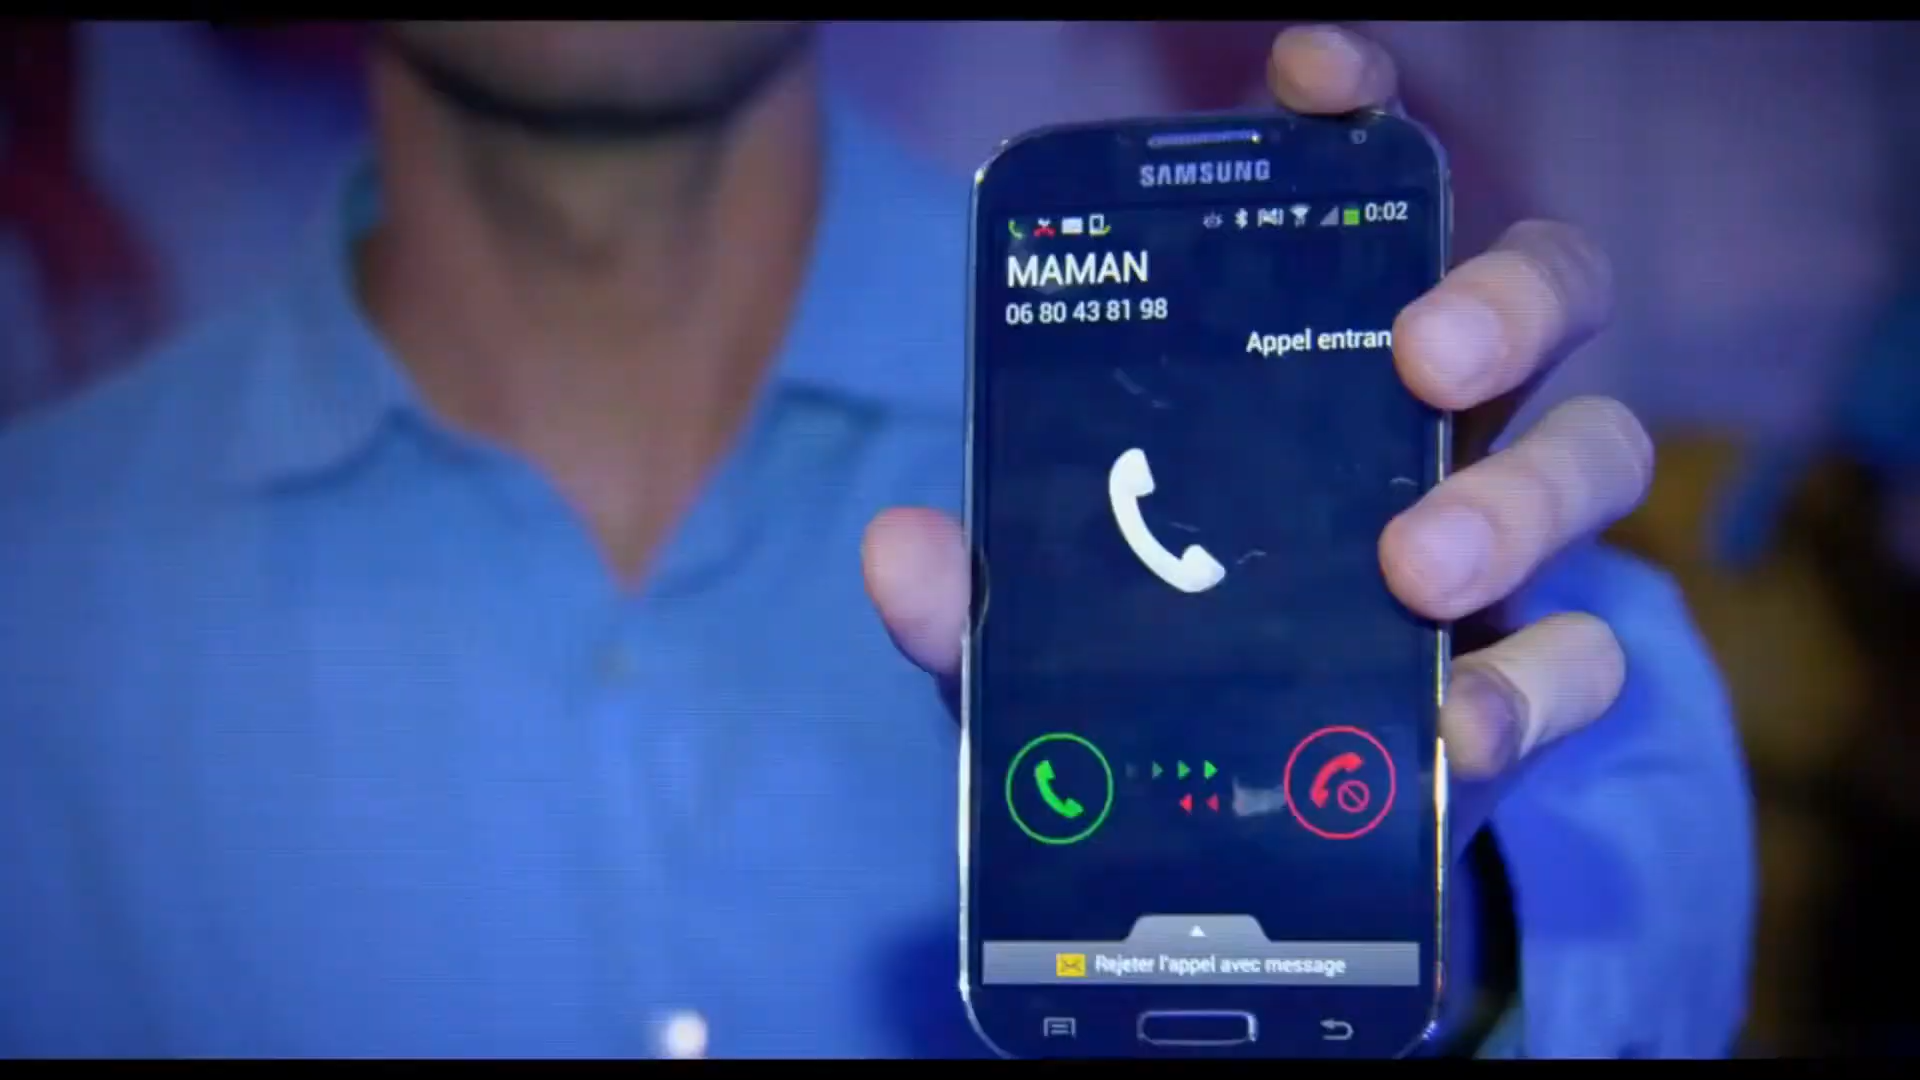 SAMSUNG
0:02
MAMAN
06 80 43 81 98
Appel entran
Rejeter l'appel avec message